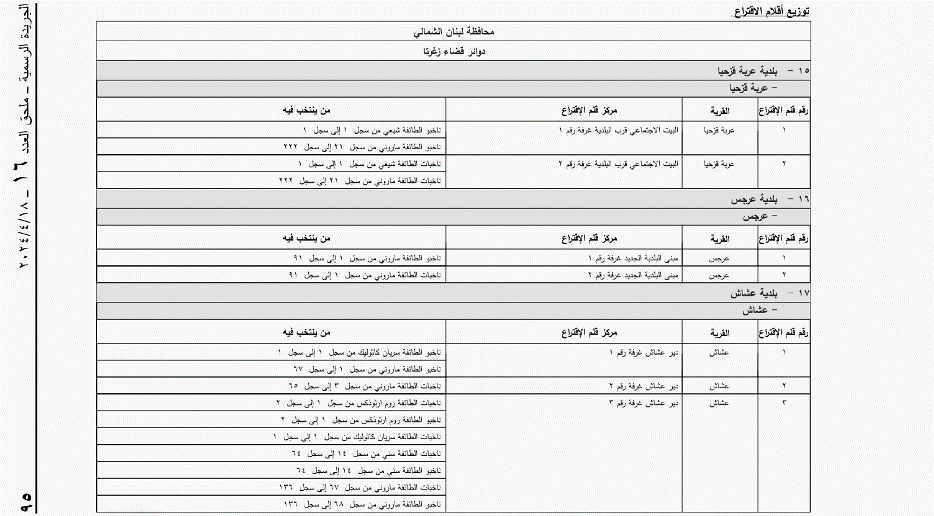 توزيع أقلام الاقتراع
محافظة لبنان الشمالي
دوائر قضاء زغرتا
١٥ - بلدية عربة قزحيا
- عربة قزحيا
رقم قلم الإقتراع القرية مركز قلم الإقتراع من ينتخب فيه
١ عربة قزحيا البيت الاجتماعي قرب البلدية غرفة رقم ١ ناخبو الطائفة شيعي من سجل ١ إلى سجل ١
ناخبو الطائفة ماروني من سجل ٢١ إلى سجل ٢٢٢
٢ عربة قزحيا البيت الاجتماعي قرب البلدية غرفة رقم ٢ ناخبات الطائفة شيعي من سجل ١ إلى سجل ١
ناخبات الطائفة ماروني من سجل ٢١ إلى سجل ٢٢٢
١٦ - بلدية عرجس
- عرجس
رقم قلم الإقتراع القرية مركز قلم الإقتراع من ينتخب فيه
١ عرجس مبنى البلدية الجديد غرفة رقم ١ ناخبو الطائفة ماروني من سجل ١ إلى سجل ٩١
٢ عرجس مبنى البلدية الجديد غرفة رقم ٢ ناخبات الطائفة ماروني من سجل ١ إلى سجل ٩١
١٧ - بلدية عشاش
- عشاش
رقم قلم الإقتراع القرية مركز قلم الإقتراع من ينتخب فيه
١ عشاش دير عشاش غرفة رقم ١ ناخبو الطائفة سريان كاثوليك من سجل ١ إلى سجل ١
ناخبو الطائفة ماروني من سجل ١ إلى سجل ٦٧
٢ عشاش دير عشاش غرفة رقم ٢ ناخبات الطائفة ماروني من سجل ٣ إلى سجل ٦٥
٣ عشاش دير عشاش غرفة رقم ٣ ناخبات الطائفة روم ارثوذكس من سجل ١ إلى سجل ٢
ناخبو الطائفة روم ارثوذكس من سجل ١ إلى سجل ٢
ناخبات الطائفة سريان كاثوليك من سجل ١ إلى سجل ١
ناخبات الطائفة سني من سجل ١٤ إلى سجل ٦٤
ناخبو الطائفة سني من سجل ١٤ إلى سجل ٦٤
ناخبات الطائفة ماروني من سجل ٦٧ إلى سجل ١٣٦
ناخبو الطائفة ماروني من سجل ٦٨ إلى سجل ١٣٦
الجريدة الرسمية – ملحق العدد ١٦ – ٢٠٢٤/٤/١٨
٩٥